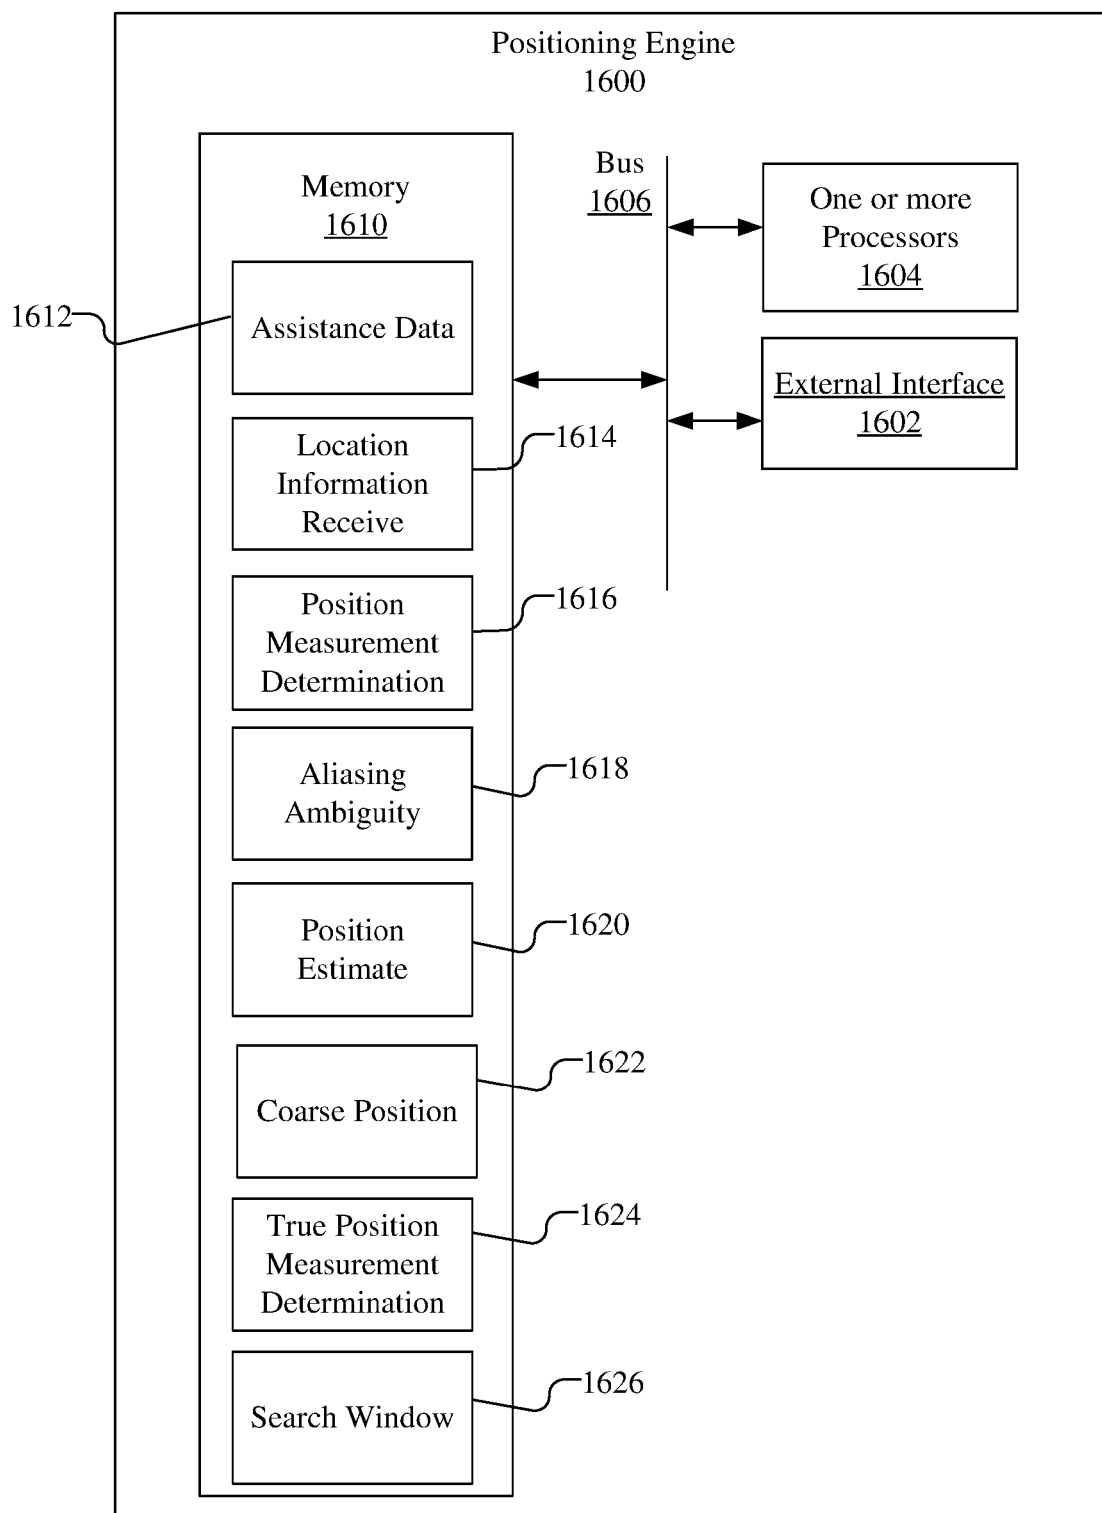 Positioning Engine
1600
Memory
1610
Bus
1606
One or more
Processors
1604
External Interface
1602
1612
Assistance Data
Location
Information
Receive
1614
Position
Measurement
Determination
1616
Aliasing
Ambiguity
1618
Position
Estimate
1620
Coarse Position
1622
True Position
Measurement
Determination
1624
Search Window
1626